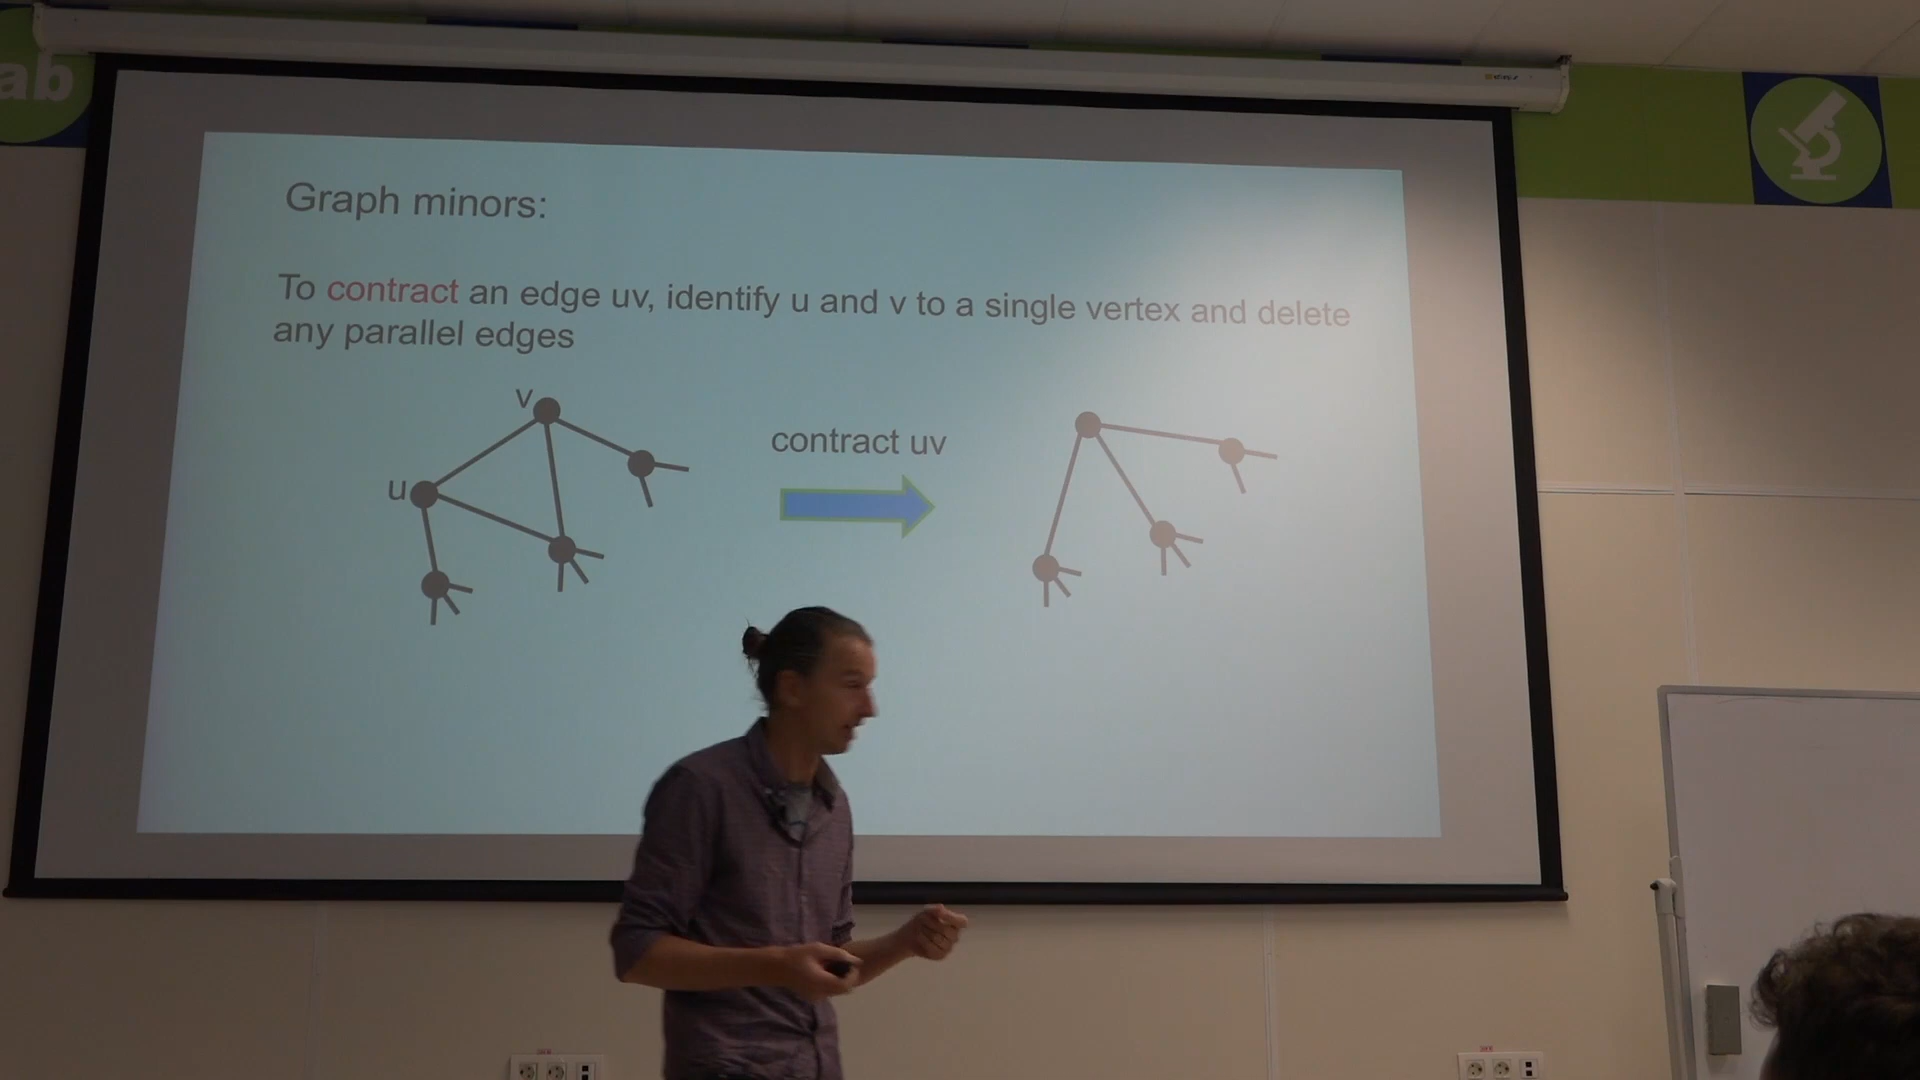 ab
Graph minors:
To contract an edge uv, identify u and v to a single vertex and delete
any parallel edges
v
u
contract uv